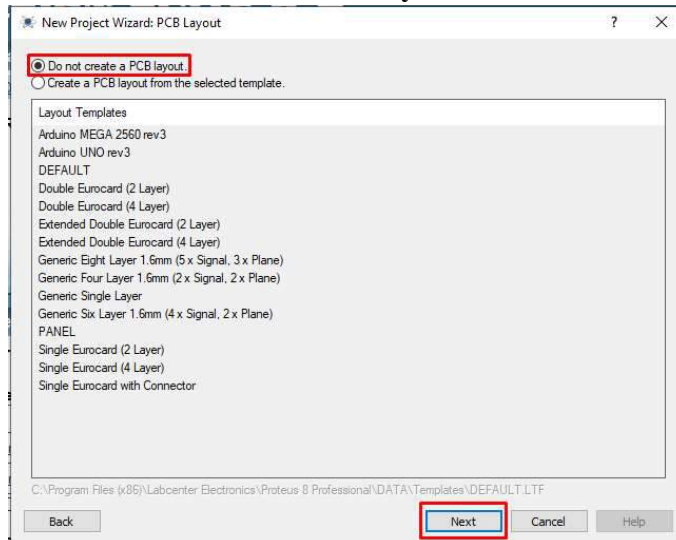 New Project Wizard: PCB Layout ? X
Do not create a PCB layout.
Create a PCB layout from the selected template.
Layout Templates
Arduino MEGA 2560 rev3
Arduino UNO rev3
DEFAULT
Double Eurocard (2 Layer)
Double Eurocard (4 Layer)
Extended Double Eurocard (2 Layer)
Extended Double Eurocard (4 Layer)
Generic Eight Layer 1.6mm (5 x Signal, 3 x Plane)
Generic Four Layer 1.6mm (2 x Signal, 2 x Plane)
Generic Single Layer
Generic Six Layer 1.6mm (4 x Signal, 2 x Plane)
PANEL
Single Eurocard (2 Layer)
Single Eurocard (4 Layer)
Single Eurocard with Connector
C:\Program Files (x86)\Labcenter Electronics\Proteus 8 Professional\DATA\Templates\DEFAULT.LTF
Back Next Cancel Help